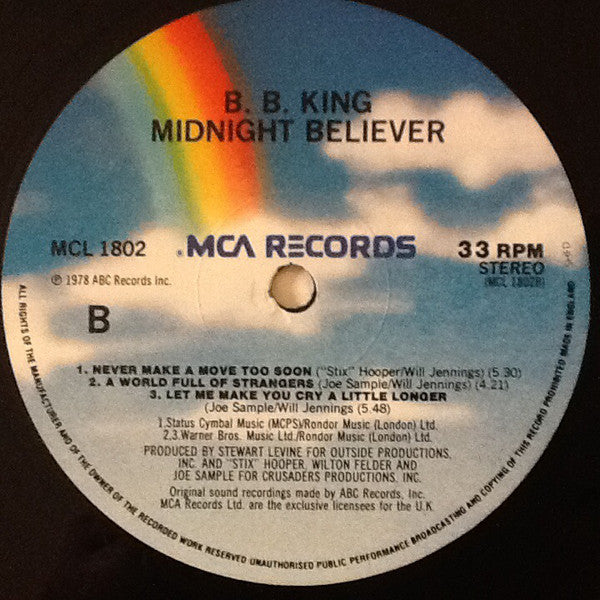 B. B. KING
MIDNIGHT BELIEVER
MCL 1802
MCA RECORDS
33 RPM
STEREO
(MCL 1802B)
℗ 1978 ABC Records Inc.
B
1. NEVER MAKE A MOVE TOO SOON ("Stix" Hooper/Will Jennings) (5.30)
2. A WORLD FULL OF STRANGERS (Joe Sample/Will Jennings) (4.21)
3. LET ME MAKE YOU CRY A LITTLE LONGER
(Joe Sample/Will Jennings) (5.48)
1.Status Cymbal Music (MCPS)/Rondor Music (London) Ltd.
2,3.Warner Bros. Music Ltd./Rondor Music (London) Ltd.
PRODUCED BY STEWART LEVINE FOR OUTSIDE PRODUCTIONS,
INC. AND "STIX" HOOPER, WILTON FELDER AND
JOE SAMPLE FOR CRUSADERS PRODUCTIONS, INC.
Original sound recordings made by ABC Records, Inc.
MCA Records Ltd. are the exclusive licensees for the U.K.
ALL RIGHTS OF THE MANUFACTURER AND OF THE OWNER OF THE RECORDED WORK RESERVED UNAUTHORISED PUBLIC PERFORMANCE BROADCASTING AND COPYING OF THIS RECORD PROHIBITED MADE IN ENGLAND